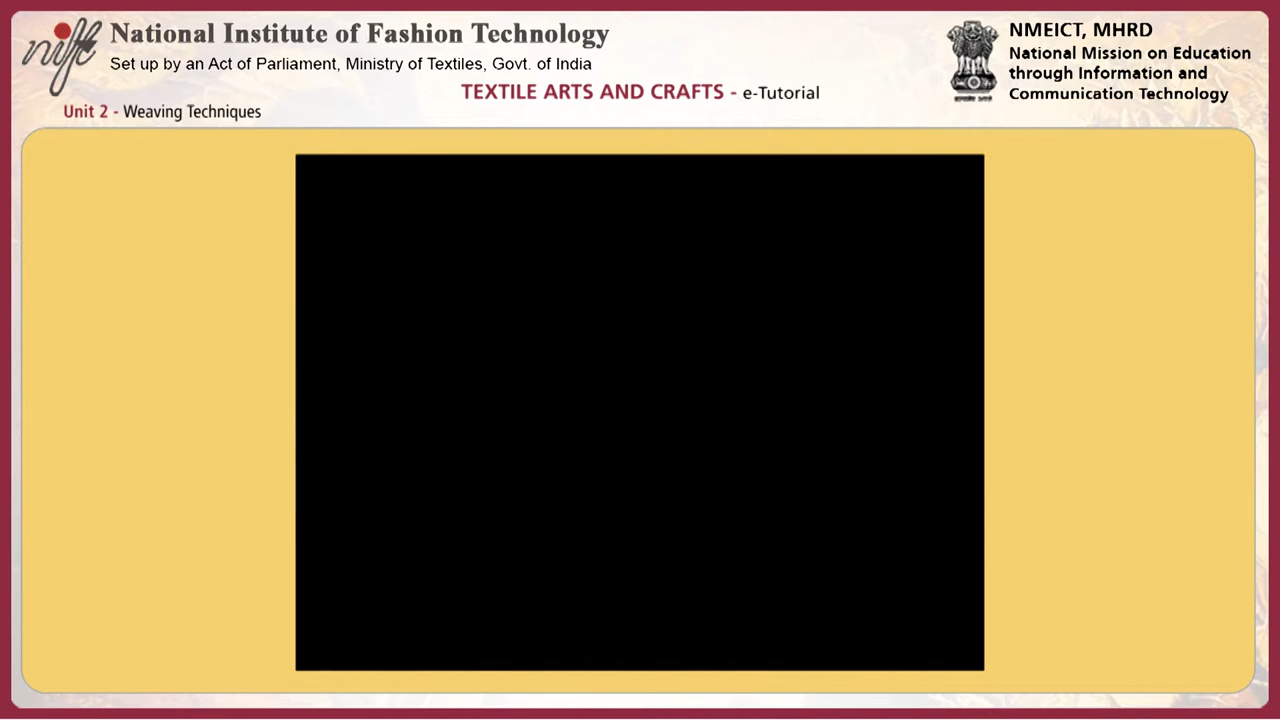 nift
National Institute of Fashion Technology
Set up by an Act of Parliament, Ministry of Textiles, Govt. of India
NMEICT, MHRD
National Mission on Education
through Information and
Communication Technology
TEXTILE ARTS AND CRAFTS - e-Tutorial
Unit 2 - Weaving Techniques